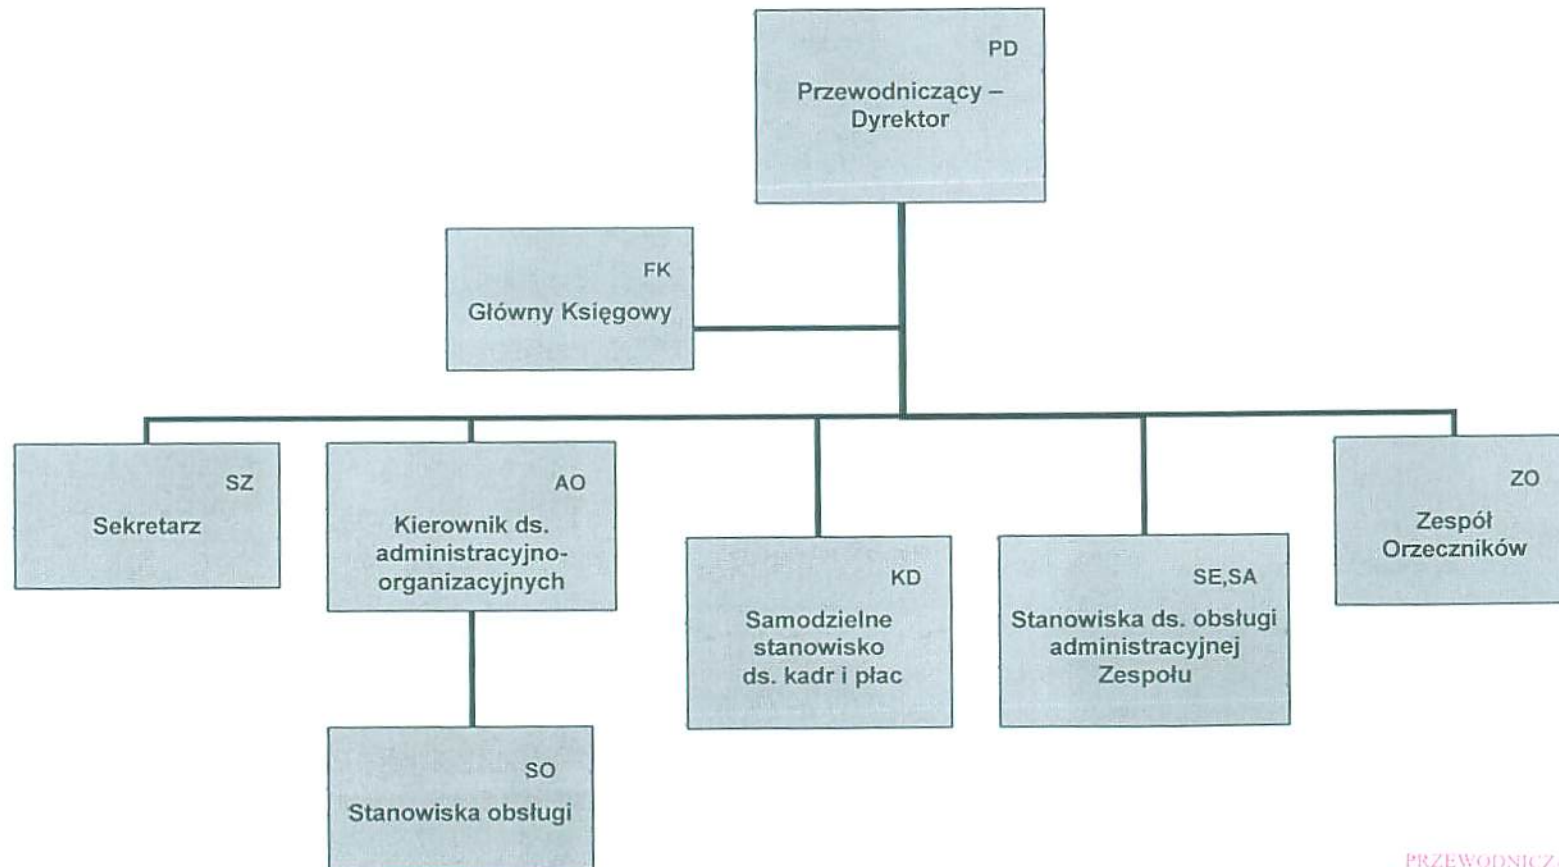 PD
Przewodniczący –
Dyrektor
FK
Główny Księgowy
SZ
Sekretarz
AO
Kierownik ds.
administracyjno-
organizacyjnych
KD
Samodzielne
stanowisko
ds. kadr i płac
SE,SA
Stanowiska ds. obsługi
administracyjnej
Zespołu
ZO
Zespół
Orzeczników
SO
Stanowiska obsługi
PRZEWODNICZ